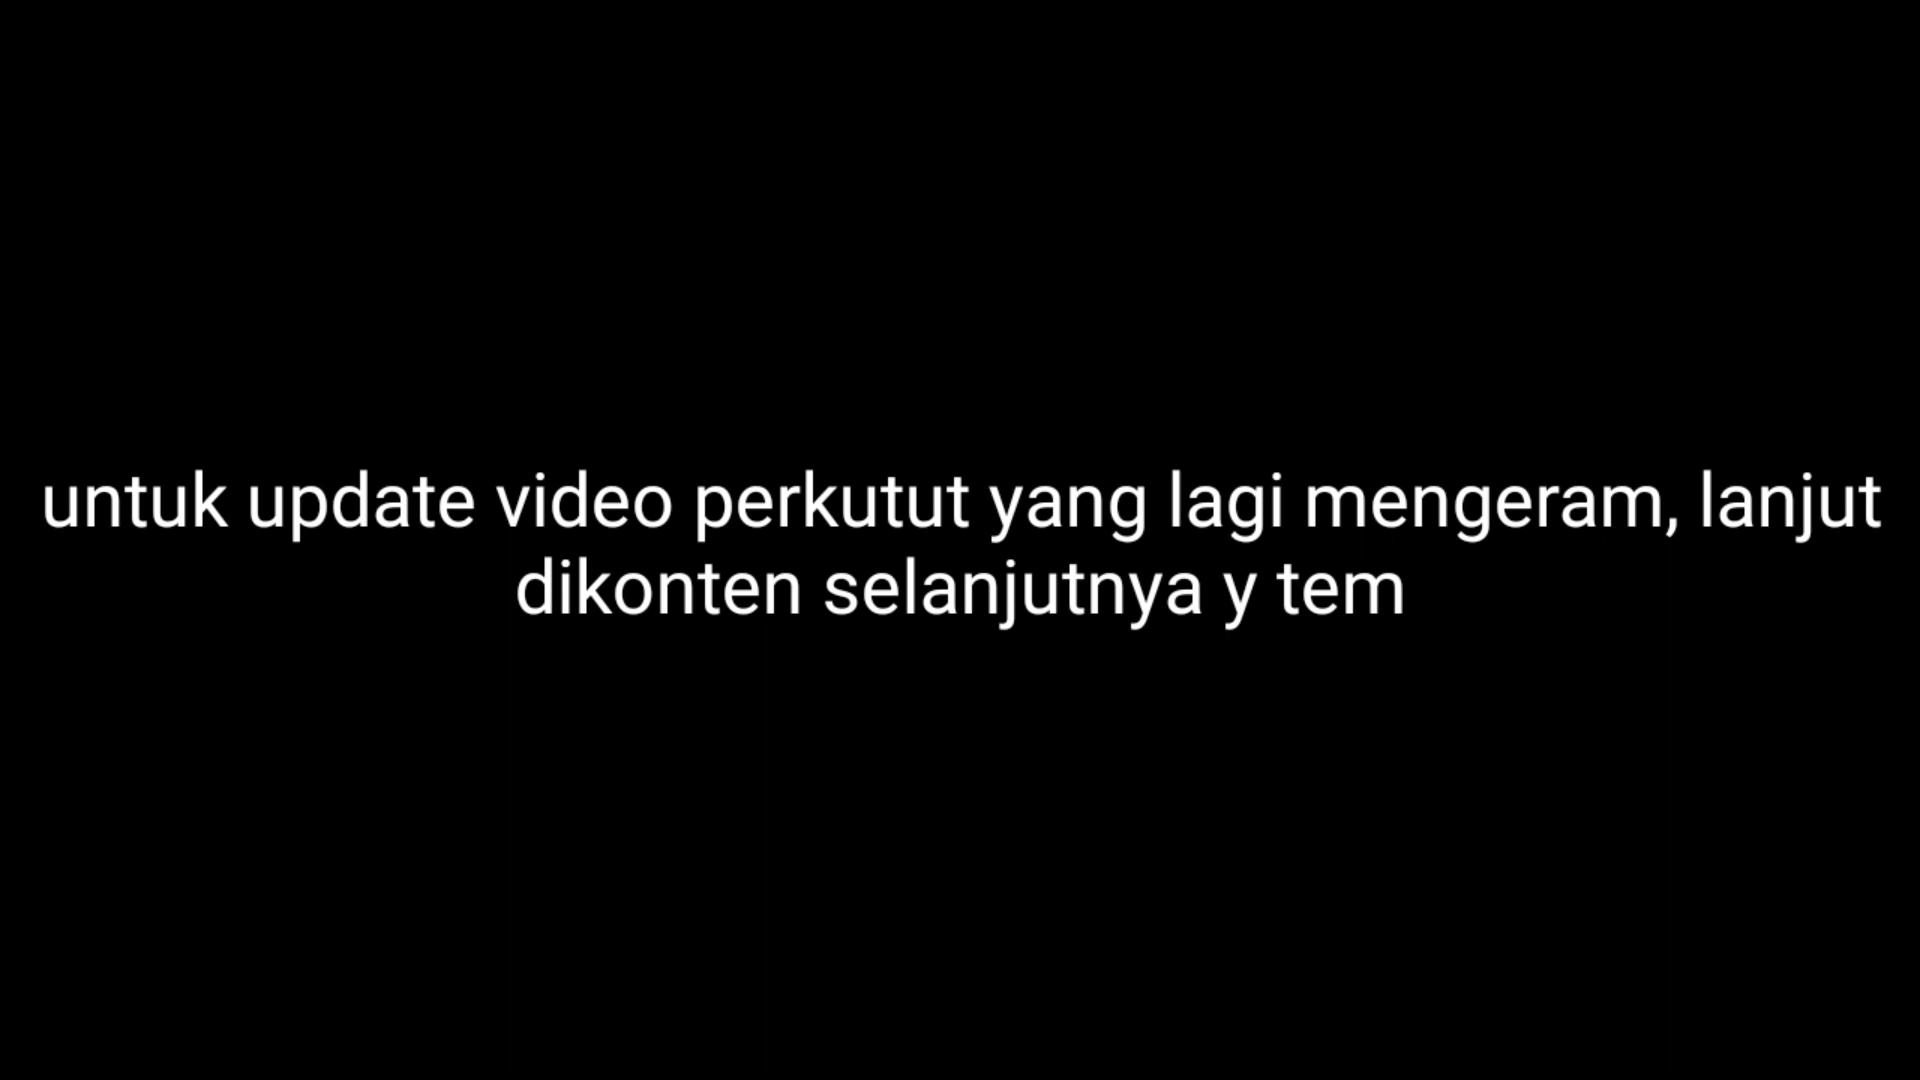 untuk update video perkutut yang lagi mengeram, lanjut
dikonten selanjutnya y tem